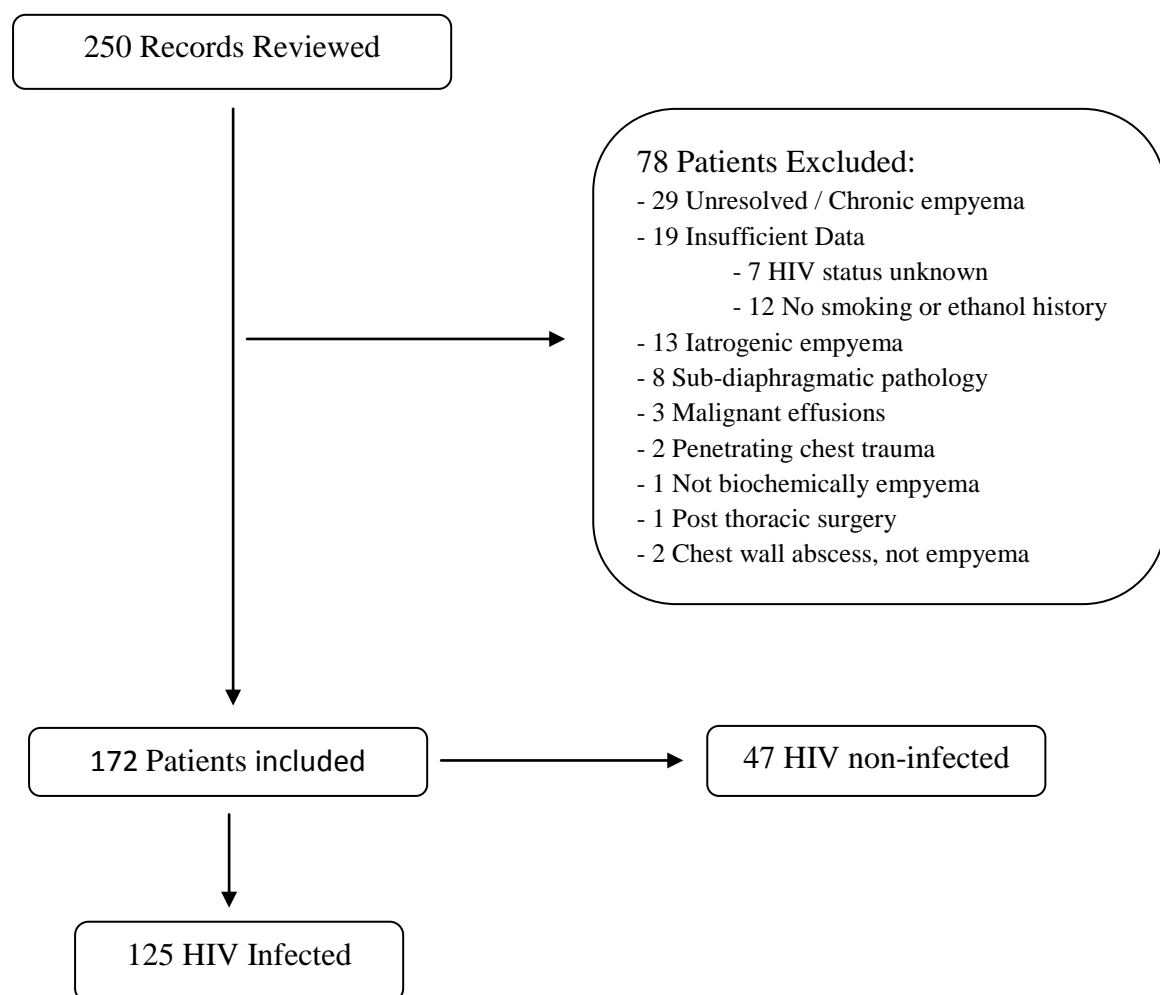 250 Records Reviewed
78 Patients Excluded:
- 29 Unresolved / Chronic empyema
- 19 Insufficient Data
- 7 HIV status unknown
- 12 No smoking or ethanol history
- 13 Iatrogenic empyema
- 8 Sub-diaphragmatic pathology
- 3 Malignant effusions
- 2 Penetrating chest trauma
- 1 Not biochemically empyema
- 1 Post thoracic surgery
- 2 Chest wall abscess, not empyema
172 Patients included
47 HIV non-infected
125 HIV Infected